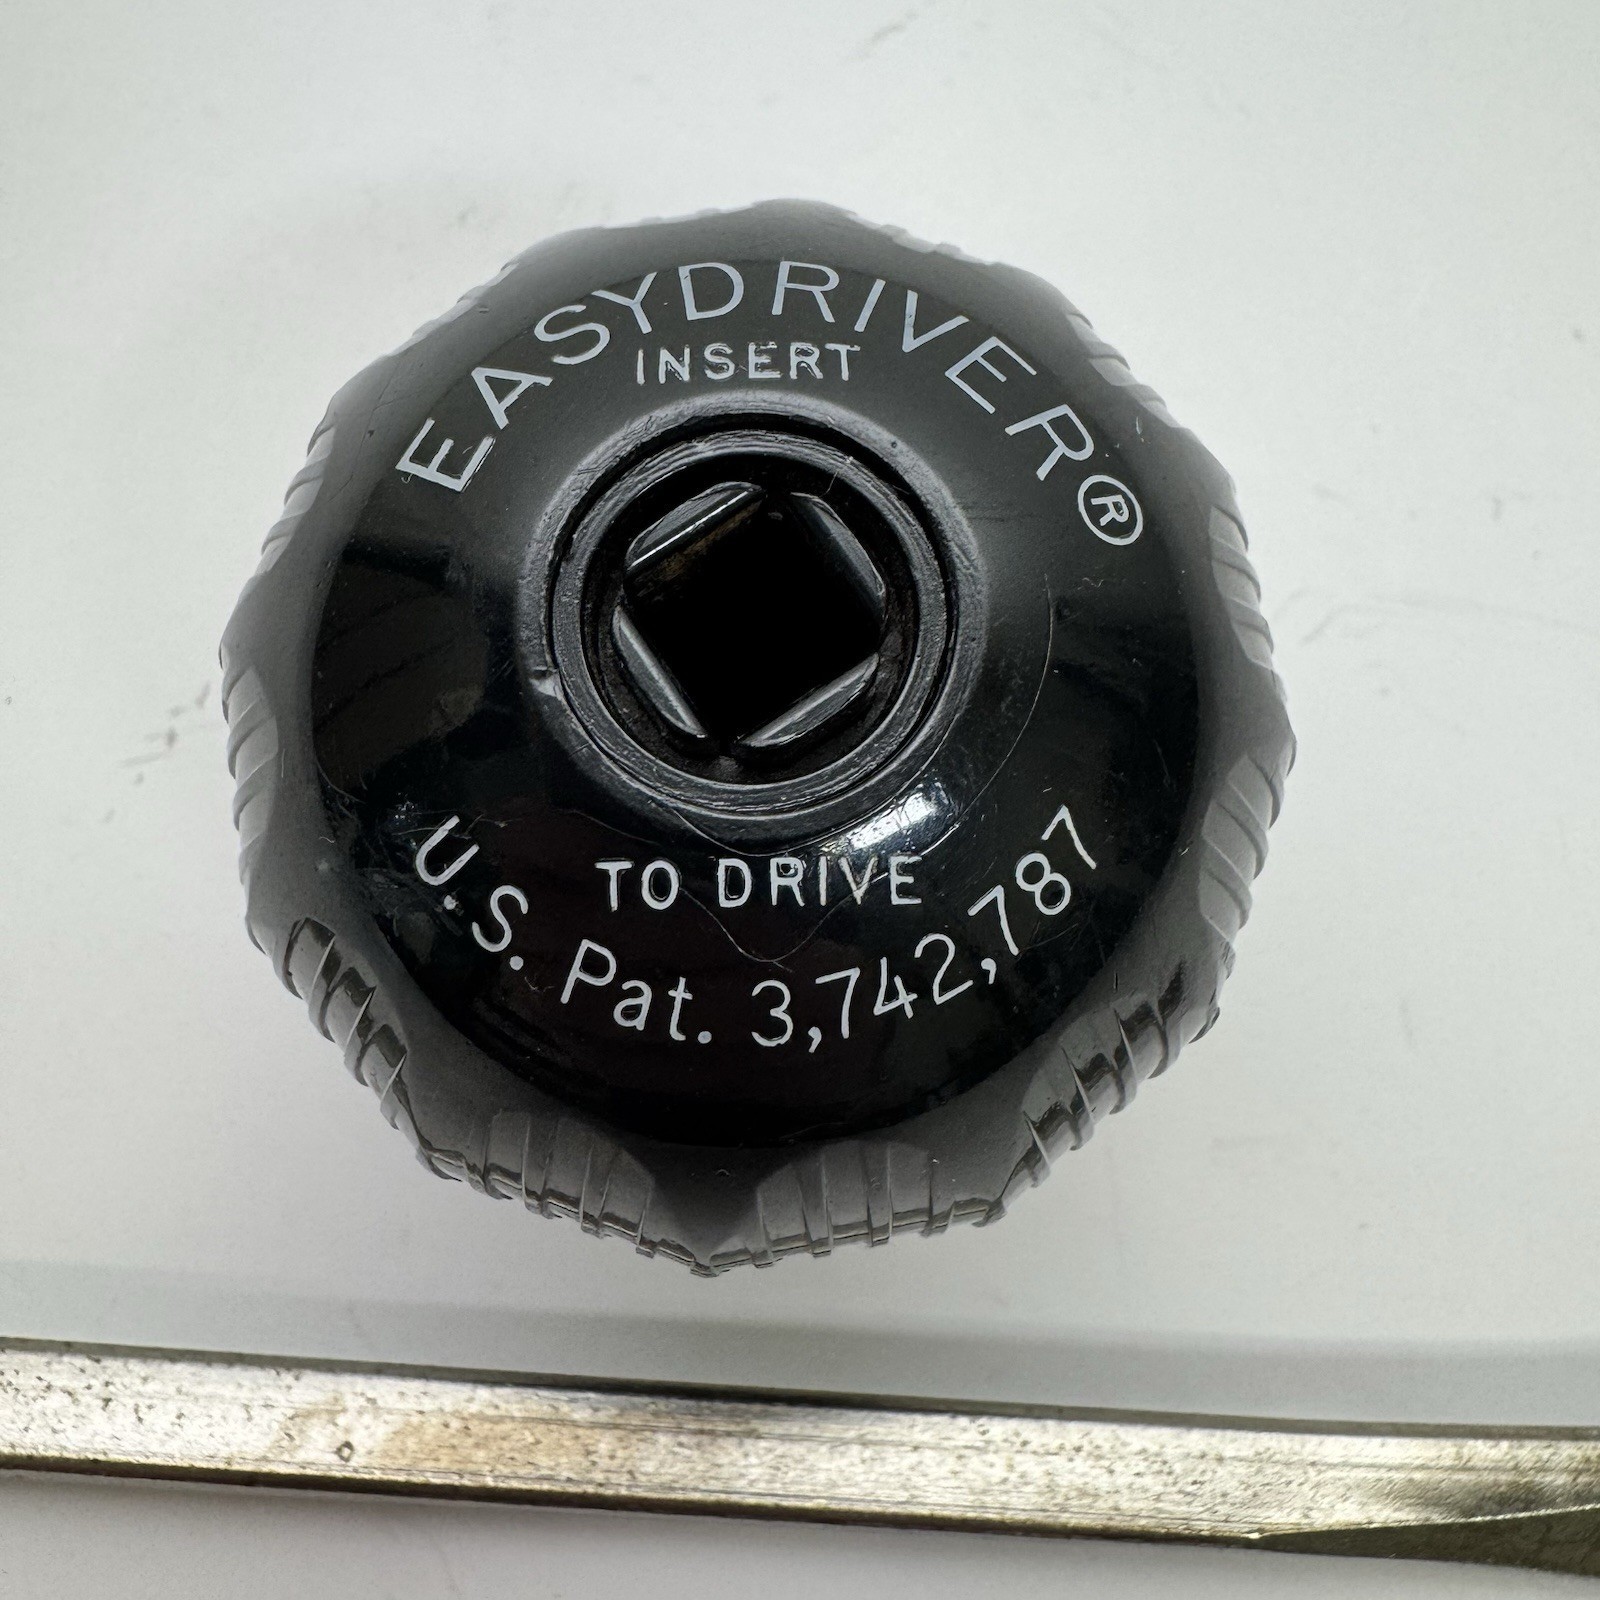 EASYDRIVER®
INSERT
TO DRIVE
U.S. Pat. 3,742,787